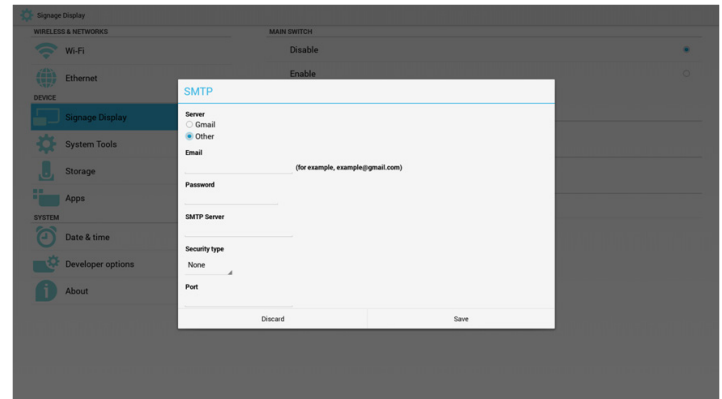 Signage Display
WIRELESS & NETWORKS
Wi-Fi
Ethernet
DEVICE
Signage Display
System Tools
Storage
Apps
SYSTEM
Date & time
Developer options
About
MAIN SWITCH
Disable
Enable
SMTP
Server
Gmail
Other
Email
(for example, example@gmail.com)
Password
SMTP Server
Security type
None
Port
Discard
Save